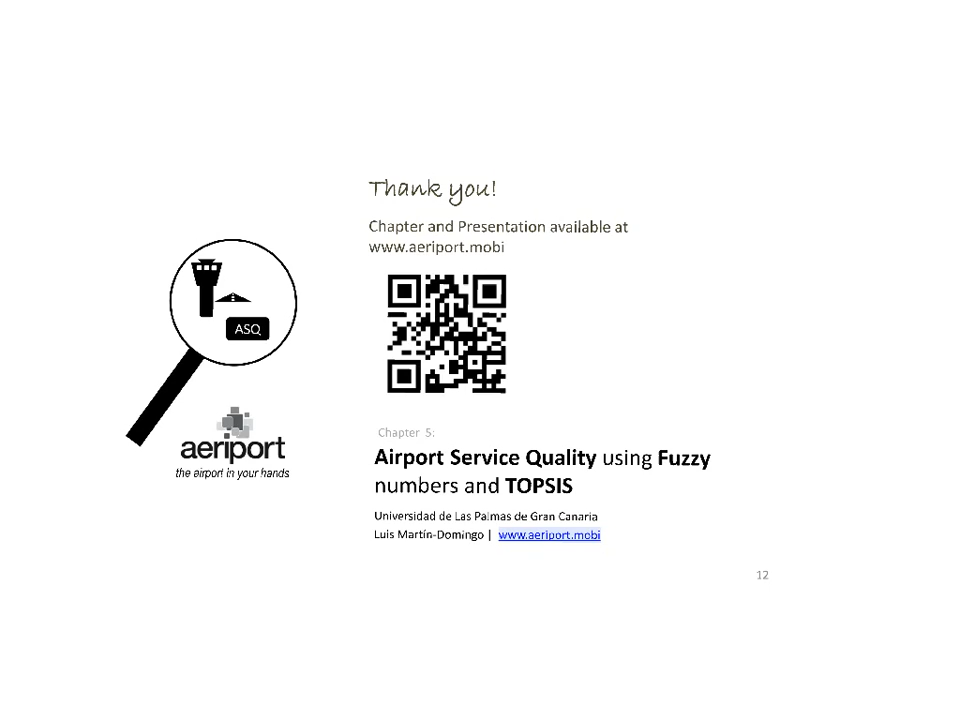 Thank you!
Chapter and Presentation available at
www.aeriport.mobi
ASQ
aeriport
the airport in your hands
Chapter 5:
Airport Service Quality using Fuzzy
numbers and TOPSIS
Universidad de Las Palmas de Gran Canaria
Luis Martín-Domingo | www.aeriport.mobi
12